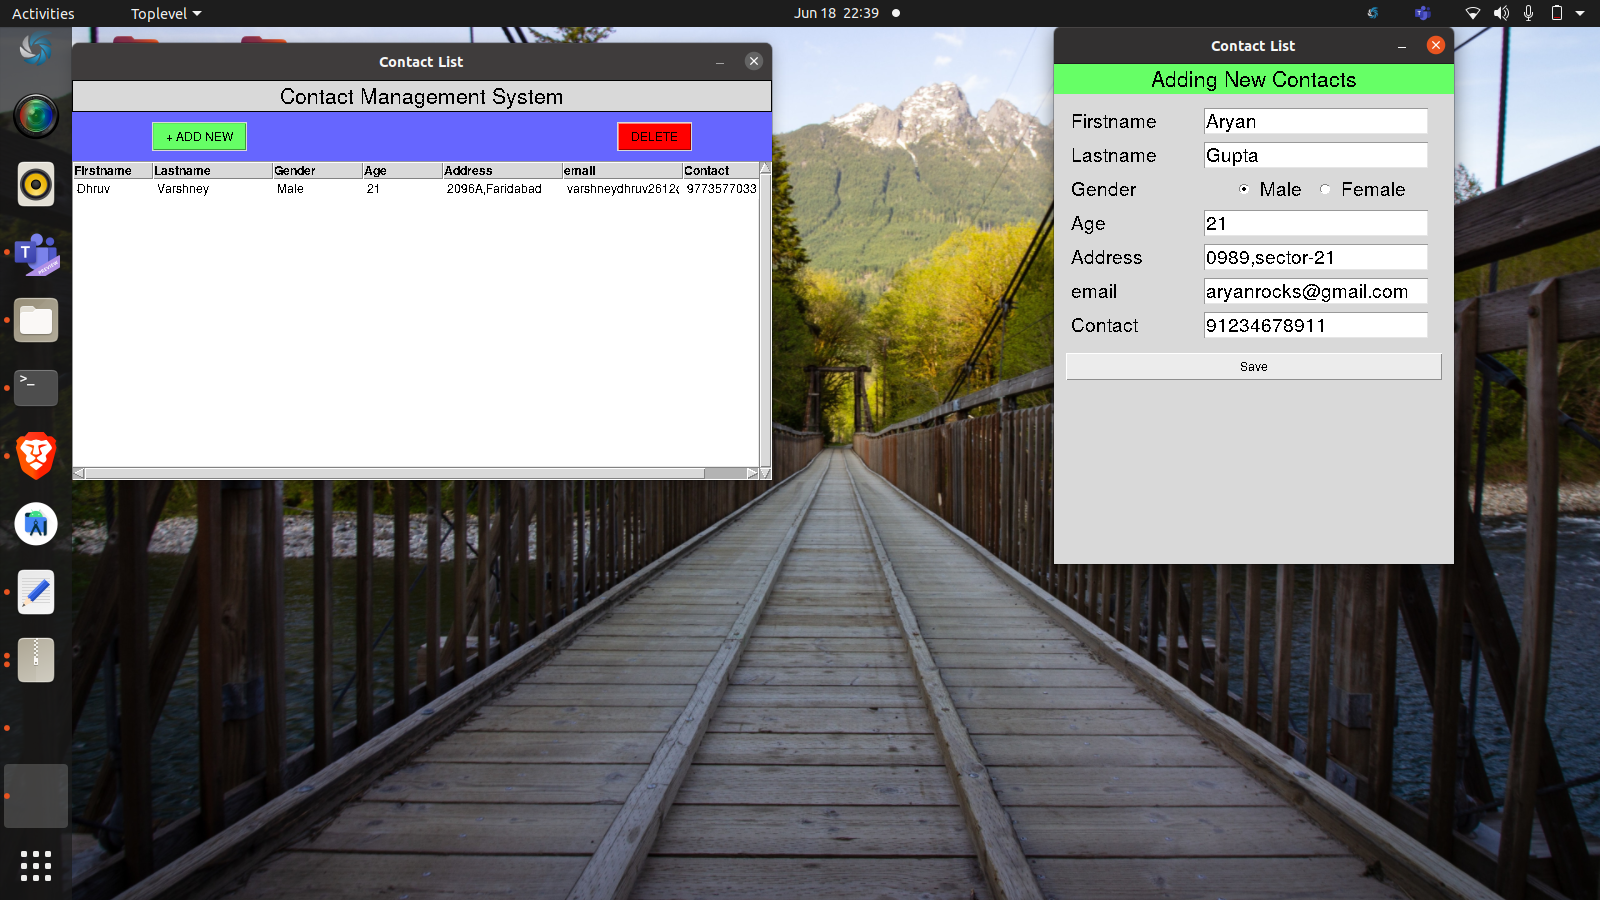 Activities
Toplevel
Jun 18 22:39
Contact List
Contact Management System
+ ADD NEW
DELETE
Firstname Lastname Gender Age Address email Contact
Dhruv Varshney Male 21 2096A,Faridabad varshneydhruv2612 9773577033
Contact List
Adding New Contacts
Firstname Aryan
Lastname Gupta
Gender Male Female
Age 21
Address 0989,sector-21
email aryanrocks@gmail.com
Contact 91234678911
Save